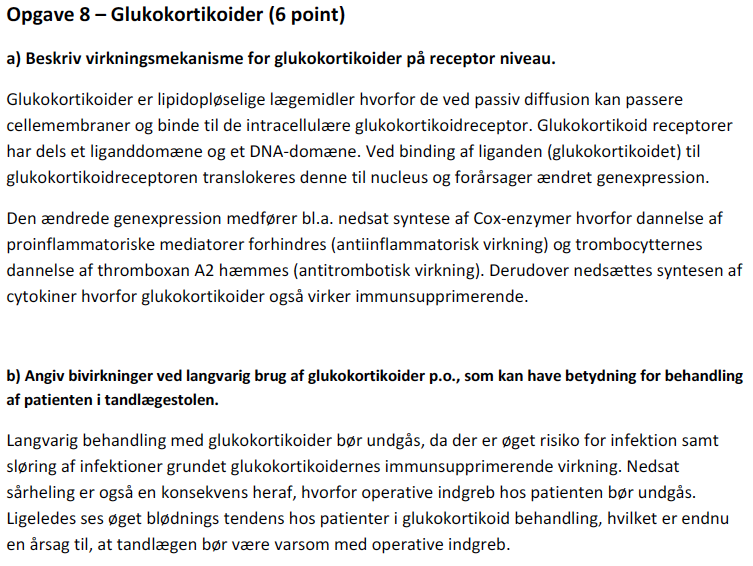 Opgave 8 – Glukokortikoider (6 point)
a) Beskriv virkningsmekanisme for glukokortikoider på receptor niveau.
Glukokortikoider er lipidopløselige lægemidler hvorfor de ved passiv diffusion kan passere
cellemembraner og binde til de intracellulære glukokortikoidreceptor. Glukokortikoid receptorer
har dels et liganddomæne og et DNA-domæne. Ved binding af liganden (glukokortikoidet) til
glukokortikoidreceptoren translokeres denne til nucleus og forårsager ændret genexpression.
Den ændrede genexpression medfører bl.a. nedsat syntese af Cox-enzymer hvorfor dannelse af
proinflammatoriske mediatorer forhindres (antiinflammatorisk virkning) og trombocytternes
dannelse af thromboxan A2 hæmmes (antitrombotisk virkning). Derudover nedsættes syntesen af
cytokiner hvorfor glukokortikoider også virker immunsupprimerende.
b) Angiv bivirkninger ved langvarig brug af glukokortikoider p.o., som kan have betydning for behandling
af patienten i tandlægestolen.
Langvarig behandling med glukokortikoider bør undgås, da der er øget risiko for infektion samt
sløring af infektioner grundet glukokortikoidernes immunsupprimerende virkning. Nedsat
sårheling er også en konsekvens heraf, hvorfor operative indgreb hos patienten bør undgås.
Ligeledes ses øget blødnings tendens hos patienter i glukokortikoid behandling, hvilket er endnu
en årsag til, at tandlægen bør være varsom med operative indgreb.